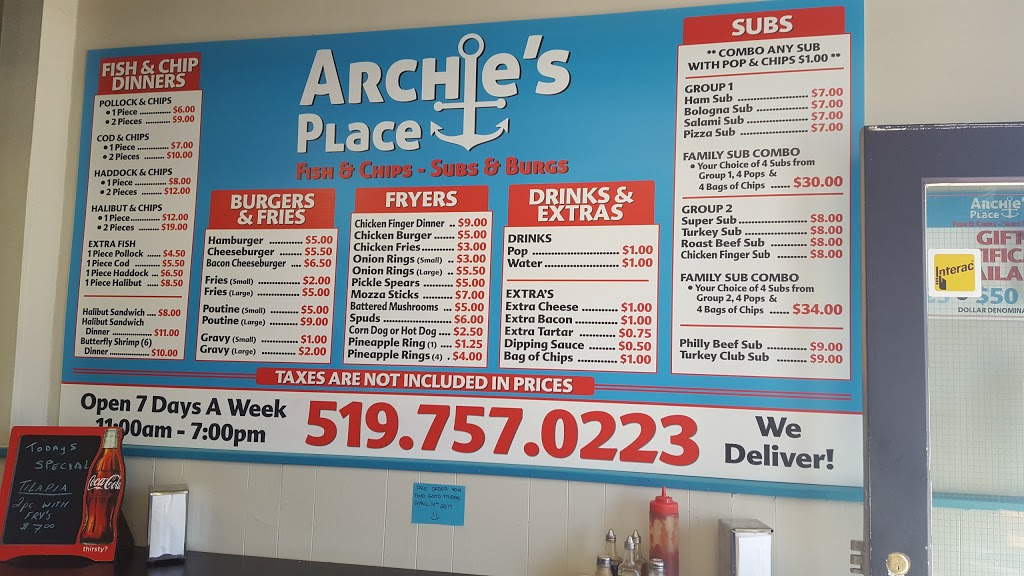 ARCHIE'S
PLACE
FISH & CHIPS - SUBS & BURGS
FISH & CHIP
DINNERS
POLLOCK & CHIPS
• 1 Piece .............. $6.00
• 2 Pieces .......... $9.00
COD & CHIPS
• 1 Piece .............. $7.00
• 2 Pieces .......... $10.00
HADDOCK & CHIPS
• 1 Piece .............. $8.00
• 2 Pieces .......... $12.00
HALIBUT & CHIPS
• 1 Piece ............ $12.00
• 2 Pieces .......... $19.00
EXTRA FISH
1 Piece Pollock ...... $4.50
1 Piece Cod .......... $5.50
1 Piece Haddock ... $6.50
1 Piece Halibut .... $8.50
Halibut Sandwich .... $8.00
Halibut Sandwich
Dinner ............... $11.00
Butterfly Shrimp (6)
Dinner ............... $10.00
BURGERS
& FRIES
Hamburger ............ $5.00
Cheeseburger ........ $5.50
Bacon Cheeseburger .. $6.50
Fries (Small) ............ $2.00
Fries (Large) ............ $5.00
Poutine (Small) ........ $5.00
Poutine (Large) ........ $9.00
Gravy (Small) ........... $1.00
Gravy (Large) ........... $2.00
FRYERS
Chicken Finger Dinner .. $9.00
Chicken Burger ...... $5.00
Chicken Fries .......... $3.00
Onion Rings (Small) .. $3.00
Onion Rings (Large) .. $5.50
Pickle Spears .......... $5.00
Mozza Sticks .......... $7.00
Battered Mushrooms .. $5.00
Spuds ................... $6.00
Corn Dog or Hot Dog .... $2.50
Pineapple Ring (1) .... $1.25
Pineapple Rings (4) . $4.00
DRINKS &
EXTRAS
DRINKS
Pop ........................ $1.00
Water ..................... $1.00
EXTRA'S
Extra Cheese ........... $1.00
Extra Bacon ............ $1.00
Extra Tartar ............ $0.75
Dipping Sauce ........ $0.50
Bag of Chips ........... $1.00
SUBS
** COMBO ANY SUB
WITH POP & CHIPS $1.00 **
GROUP 1
Ham Sub .................... $7.00
Bologna Sub ............... $7.00
Salami Sub ................. $7.00
Pizza Sub ................... $7.00
FAMILY SUB COMBO
• Your Choice of 4 Subs from
Group 1, 4 Pops &
4 Bags of Chips ...... $30.00
GROUP 2
Super Sub .................. $8.00
Turkey Sub ................. $8.00
Roast Beef Sub ........... $8.00
Chicken Finger Sub ..... $8.00
FAMILY SUB COMBO
• Your Choice of 4 Subs from
Group 2, 4 Pops &
4 Bags of Chips ...... $34.00
Philly Beef Sub ........... $9.00
Turkey Club Sub ......... $9.00
TAXES ARE NOT INCLUDED IN PRICES
Open 7 Days A Week
11:00am - 7:00pm
519.757.0223
We
Deliver!
TODAYS
SPECIAL
TILAPIA
2pc WITH
FRY'S
$7.00
Coca-Cola
thirsty?
PRE ORDER
ARCHIE'S
PLACE
GIFT
$50
DOLLAR DENOMINA
Interac